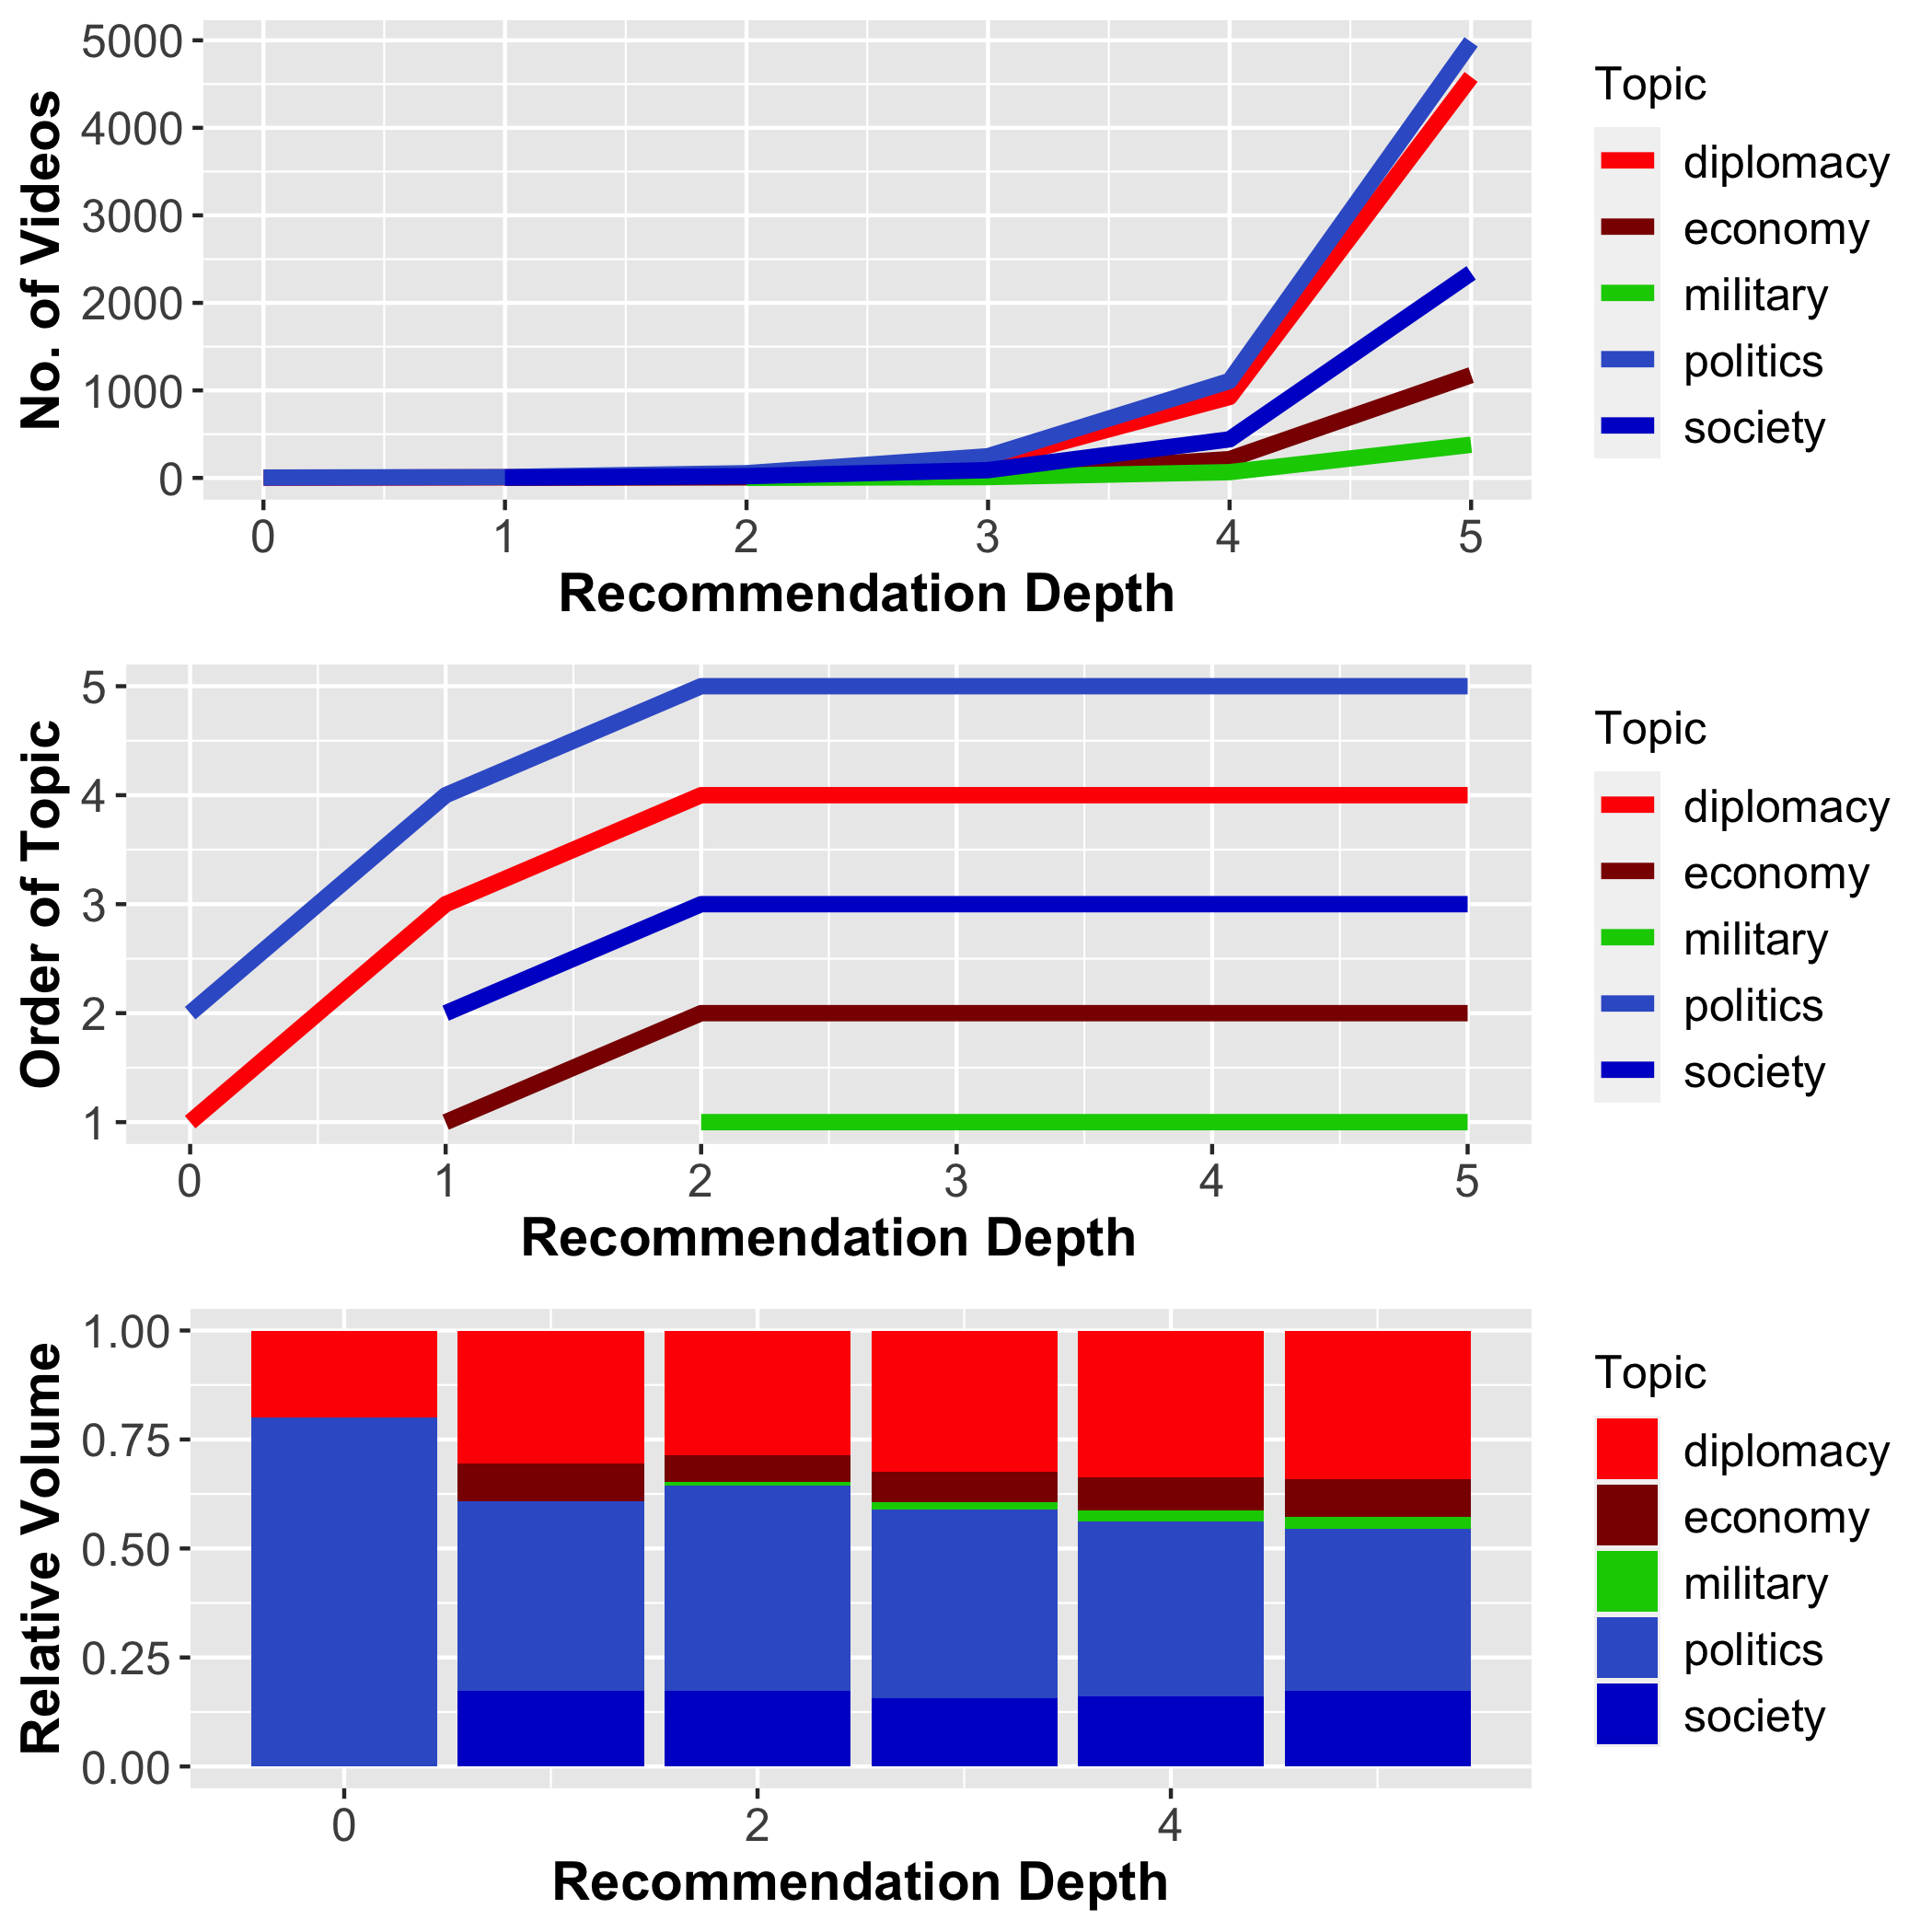 No. of Videos
5000
4000
3000
2000
1000
0
0 1 2 3 4 5
Recommendation Depth
Topic
diplomacy
economy
military
politics
society
Order of Topic
5
4
3
2
1
0 1 2 3 4 5
Recommendation Depth
Topic
diplomacy
economy
military
politics
society
Relative Volume
1.00
0.75
0.50
0.25
0.00
0 2 4
Recommendation Depth
Topic
diplomacy
economy
military
politics
society